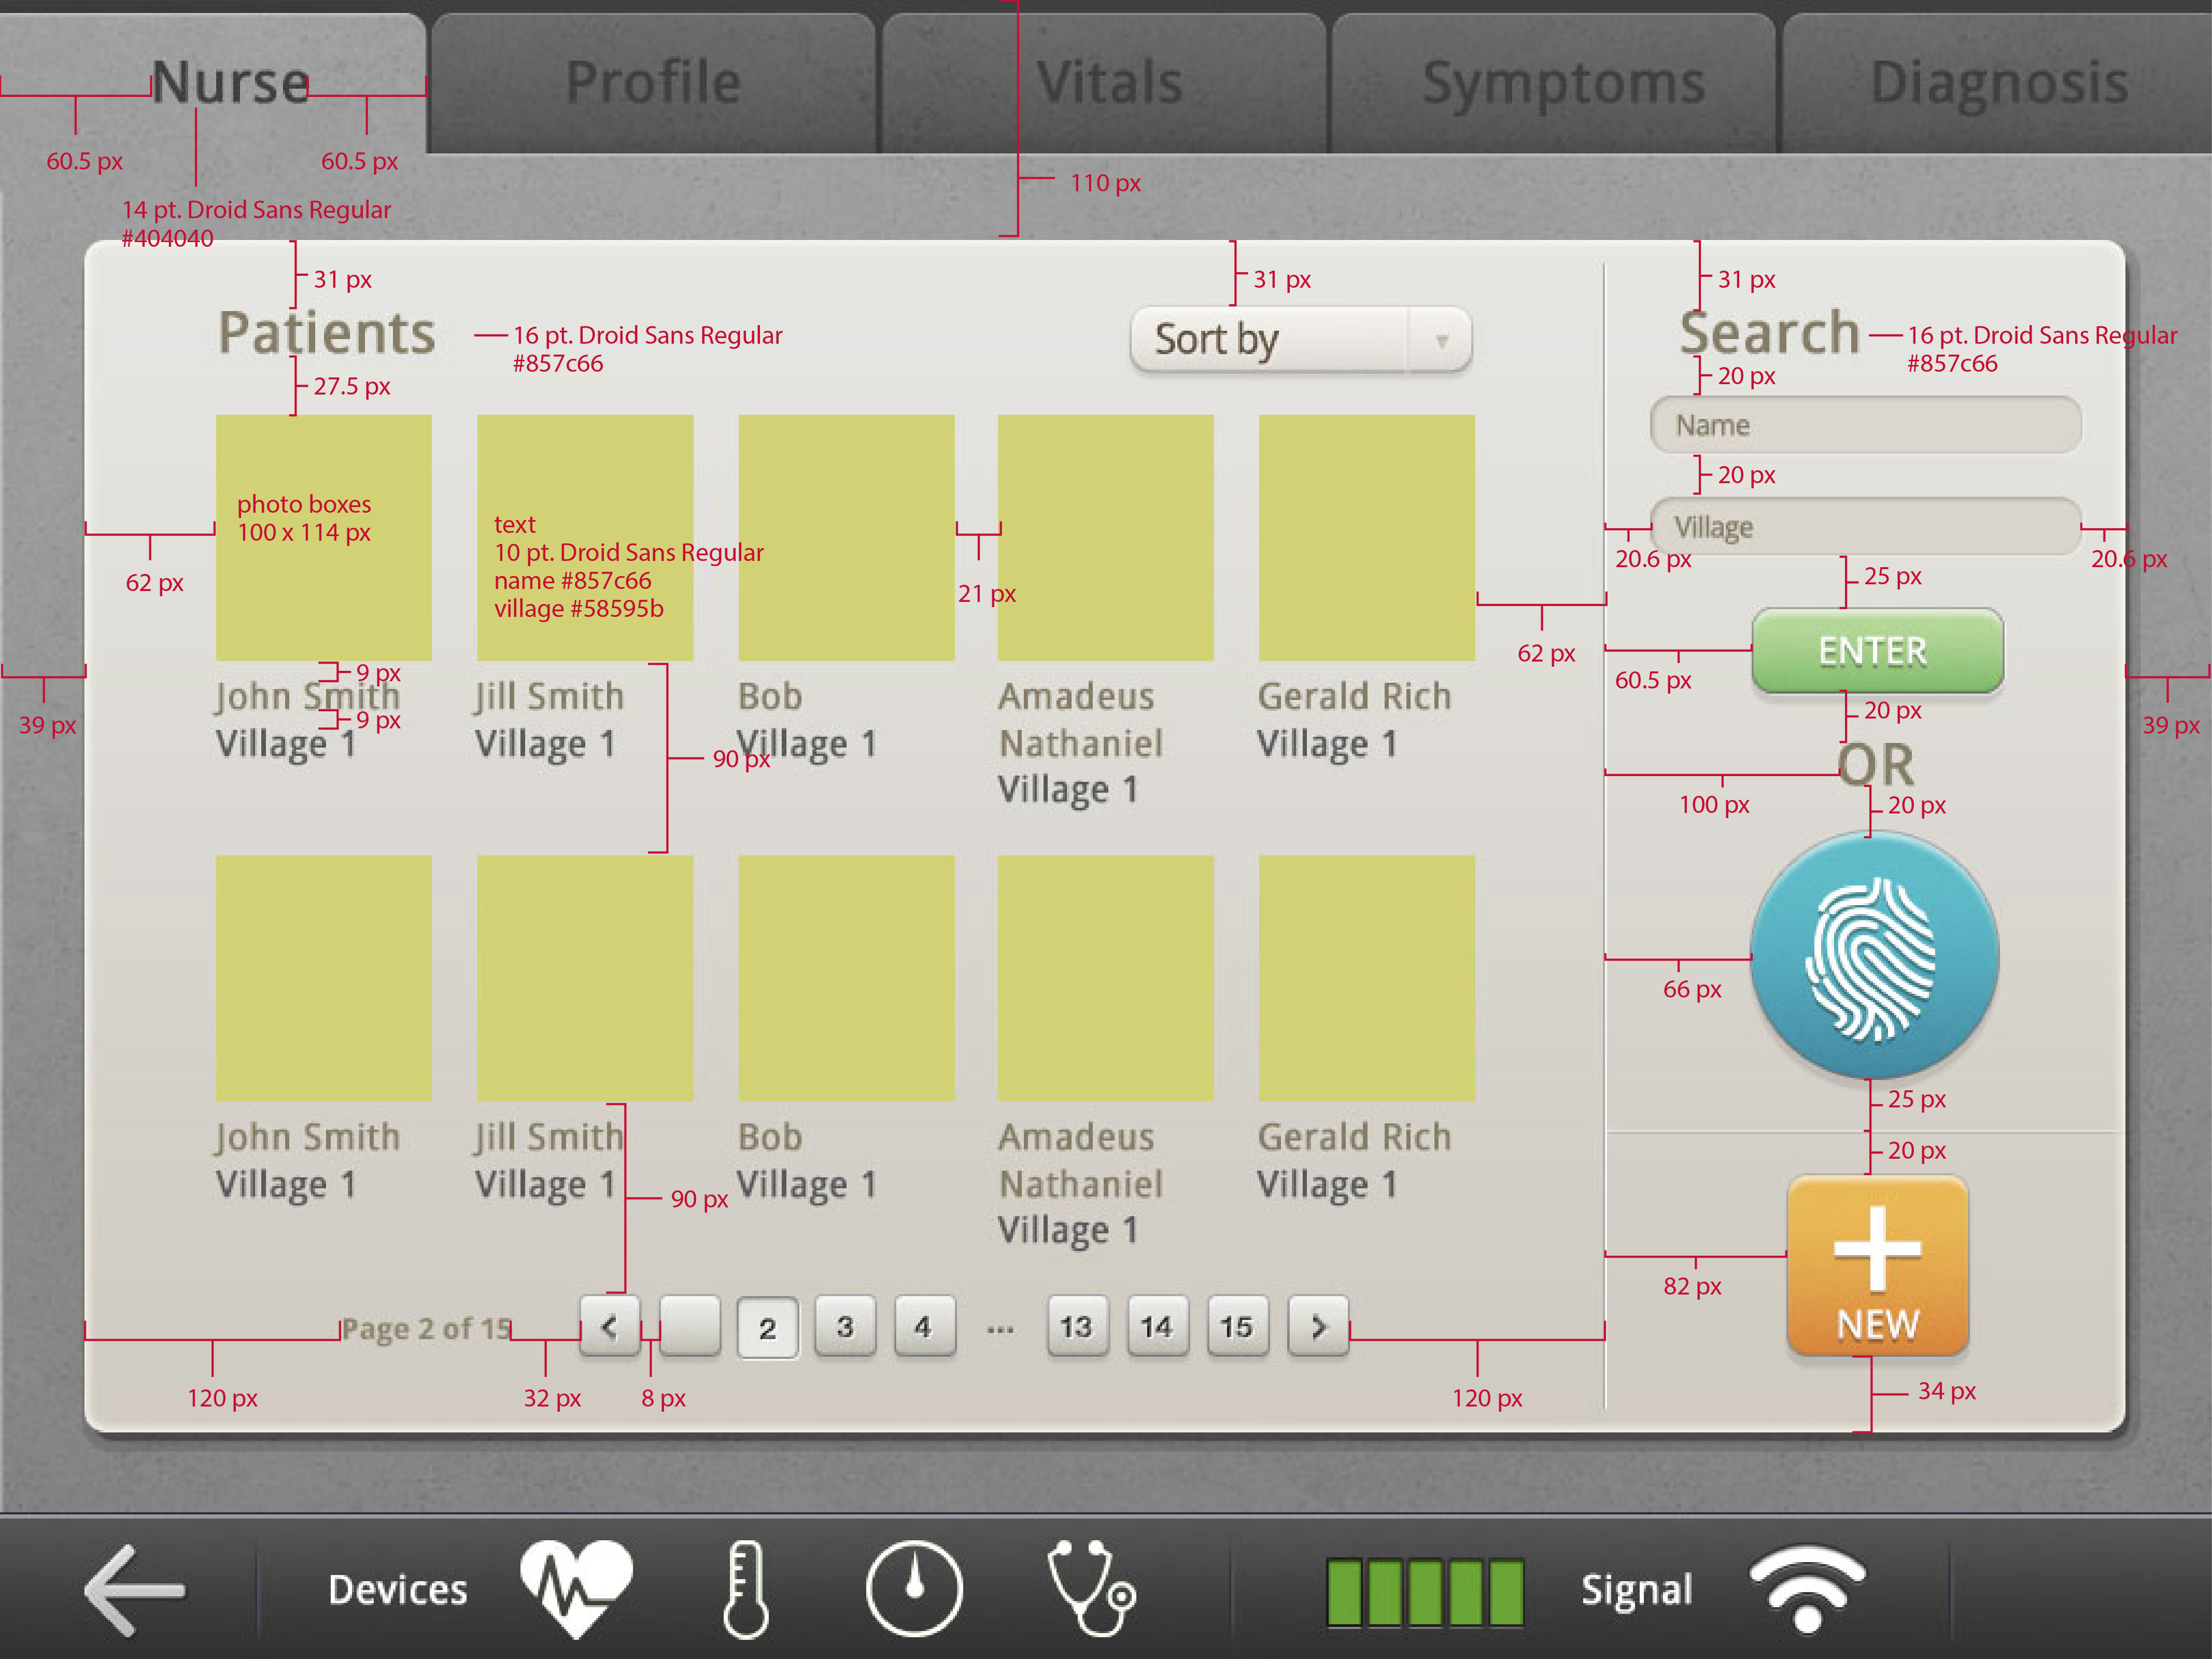 Nurse
Profile
Vitals
Symptoms
Diagnosis
60.5 px
60.5 px
110 px
14 pt. Droid Sans Regular
#404040
31 px
31 px
31 px
Patients
16 pt. Droid Sans Regular
#857c66
Sort by
Search
16 pt. Droid Sans Regular
#857c66
27.5 px
20 px
Name
20 px
Village
photo boxes
100 x 114 px
text
10 pt. Droid Sans Regular
name #857c66
village #58595b
62 px
21 px
62 px
20.6 px
20.6 px
25 px
ENTER
60.5 px
9 px
John Smith
Jill Smith
Bob
Amadeus
Nathaniel
Gerald Rich
9 px
Village 1
Village 1
Village 1
Village 1
Village 1
90 px
39 px
39 px
20 px
OR
100 px
20 px
66 px
25 px
20 px
John Smith
Jill Smith
Bob
Amadeus
Nathaniel
Gerald Rich
Village 1
Village 1
Village 1
Village 1
Village 1
90 px
82 px
NEW
34 px
Page 2 of 15
<
2
3
4
...
13
14
15
>
120 px
32 px
8 px
120 px
Devices
Signal